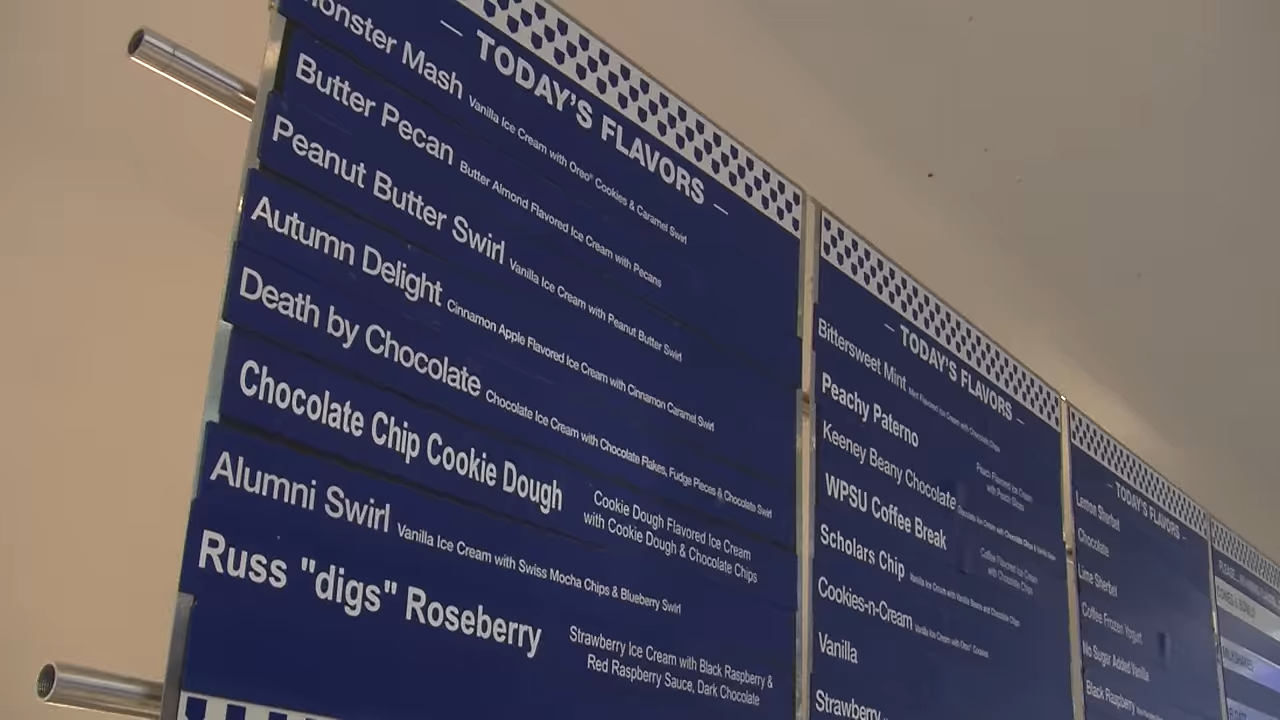 TODAY'S FLAVORS
onster Mash Vanilla Ice Cream with Oreo® Cookies & Caramel Swirl
Butter Pecan Butter Almond Flavored Ice Cream with Pecans
Peanut Butter Swirl Vanilla Ice Cream with Peanut Butter Swirl
Autumn Delight Cinnamon Apple Flavored Ice Cream with Cinnamon Caramel Swirl
Death by Chocolate Chocolate Ice Cream with Chocolate Flakes, Fudge Pieces & Chocolate Swirl
Chocolate Chip Cookie Dough Cookie Dough Flavored Ice Cream
with Cookie Dough & Chocolate Chips
Alumni Swirl Vanilla Ice Cream with Swiss Mocha Chips & Blueberry Swirl
Russ "digs" Roseberry Strawberry Ice Cream with Black Raspberry &
Red Raspberry Sauce, Dark Chocolate
TODAY'S FLAVORS
Bittersweet Mint Mint Flavored Ice Cream with Chocolate Chips
Peachy Paterno Peach Flavored Ice Cream
with Peach Slices
Keeney Beany Chocolate Chocolate Ice Cream with Chocolate Chips &
WPSU Coffee Break Coffee Flavored Ice Cream
with Chocolate Chips
Scholars Chip Vanilla Ice Cream with Vanilla Beans and Chocolate Chips
Cookies-n-Cream Vanilla Ice Cream with Oreo® Cookies
Vanilla
Strawberry
TODAY'S FLAVORS
Lemon Sherbet
Chocolate
Lime Sherbet
Coffee Frozen Yogurt
No Sugar Added Vanilla
Black Raspberry
PLEASE
MILKSHAKES